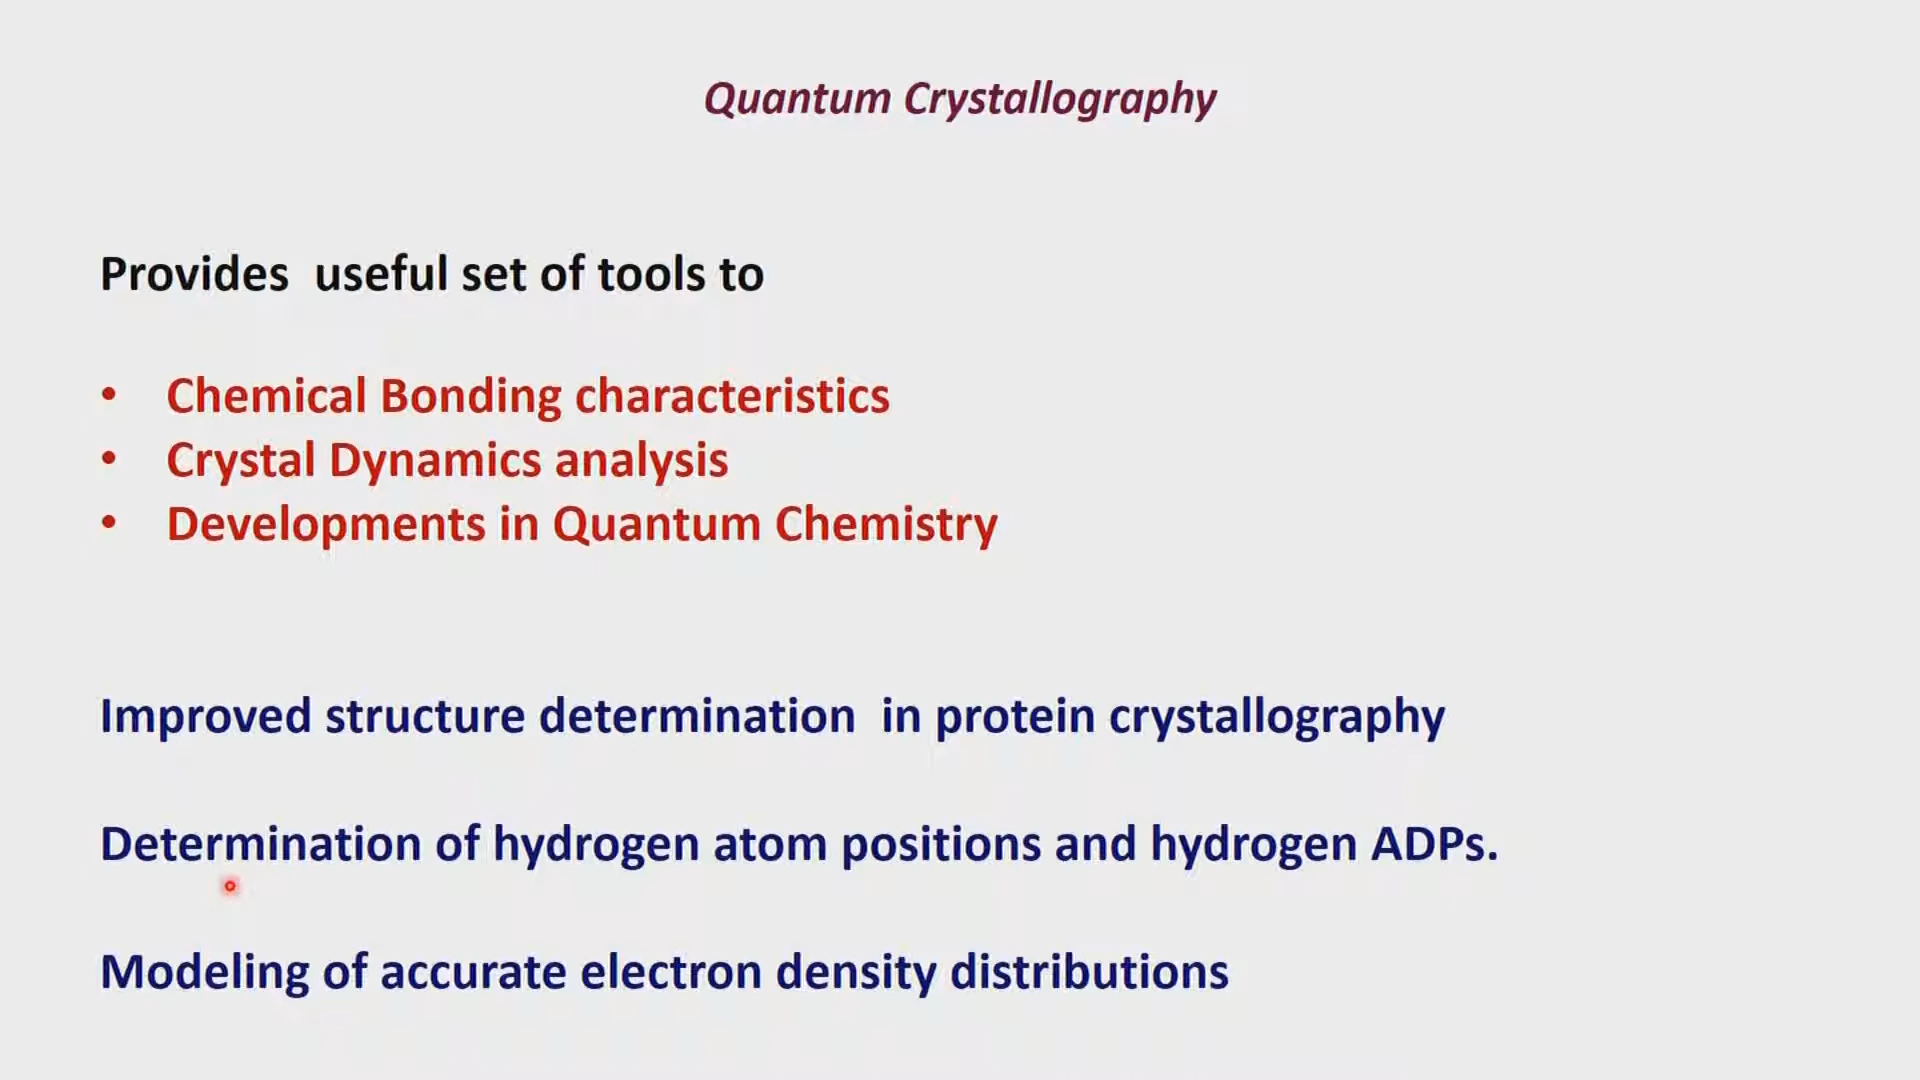 Quantum Crystallography
Provides  useful set of tools to
• Chemical Bonding characteristics
• Crystal Dynamics analysis
• Developments in Quantum Chemistry
Improved structure determination  in protein crystallography
Determination of hydrogen atom positions and hydrogen ADPs.
Modeling of accurate electron density distributions